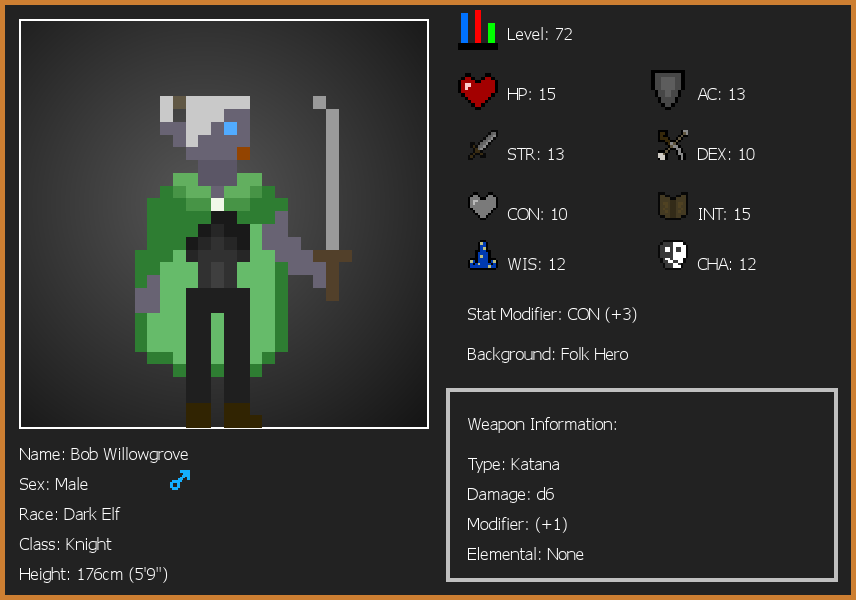 Level: 72
HP: 15
AC: 13
STR: 13
DEX: 10
CON: 10
INT: 15
WIS: 12
CHA: 12
Stat Modifier: CON (+3)
Background: Folk Hero
Weapon Information:
Type: Katana
Damage: d6
Modifier: (+1)
Elemental: None
Name: Bob Willowgrove
Sex: Male
Race: Dark Elf
Class: Knight
Height: 176cm (5'9")